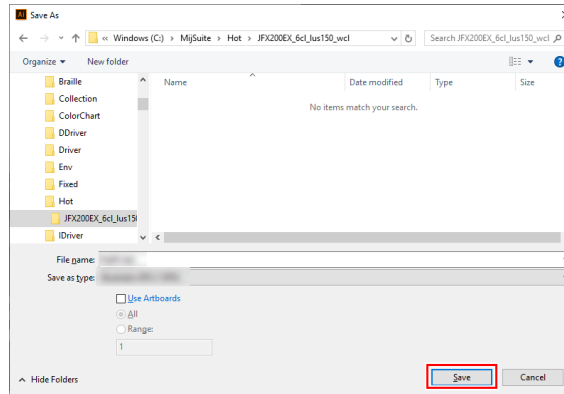 Ai Save As
« Windows (C:) › MijSuite › Hot › JFX200EX_6cl_lus150_wcl
Search JFX200EX_6cl_lus150_wcl
Organize New folder
Name Date modified Type Size
No items match your search.
Braille
Collection
ColorChart
DDriver
Driver
Env
Fixed
Hot
JFX200EX_6cl_lus15
IDriver
File name:
Save as type:
Use Artboards
All
Range:
1
Hide Folders
Save Cancel